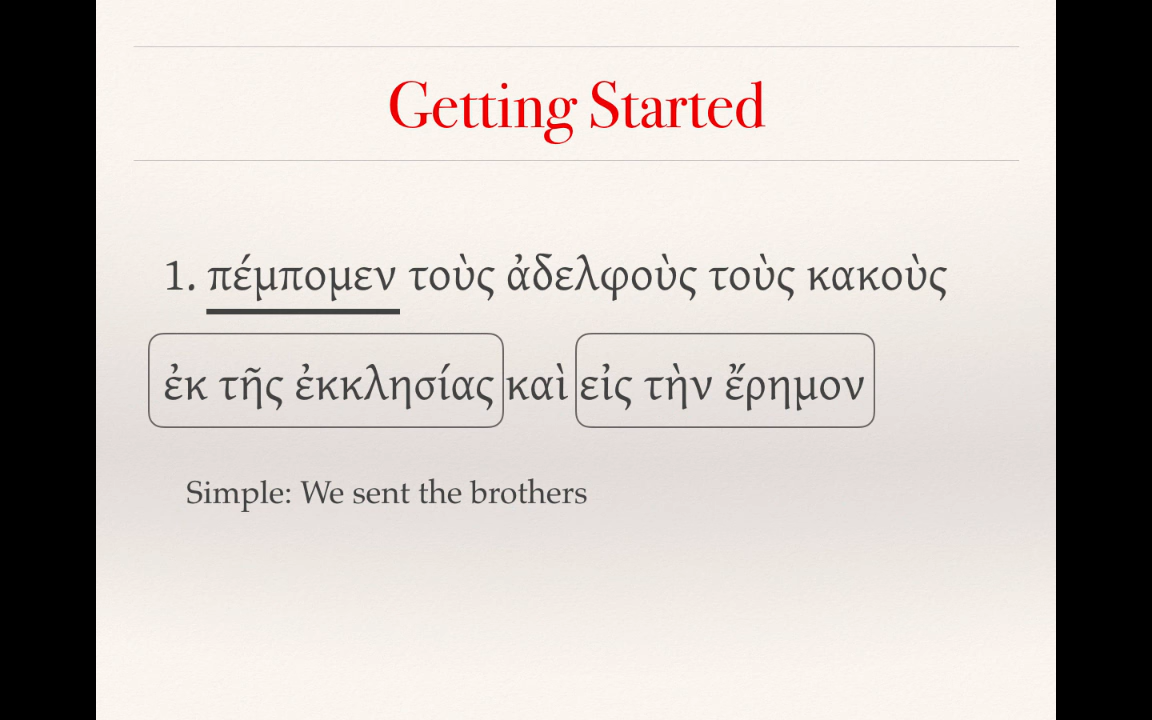 Getting Started
1. πέμπομεν τοὺς ἀδελφοὺς τοὺς κακοὺς
ἐκ τῆς ἐκκλησίας καὶ εἰς τὴν ἔρημον
Simple: We sent the brothers